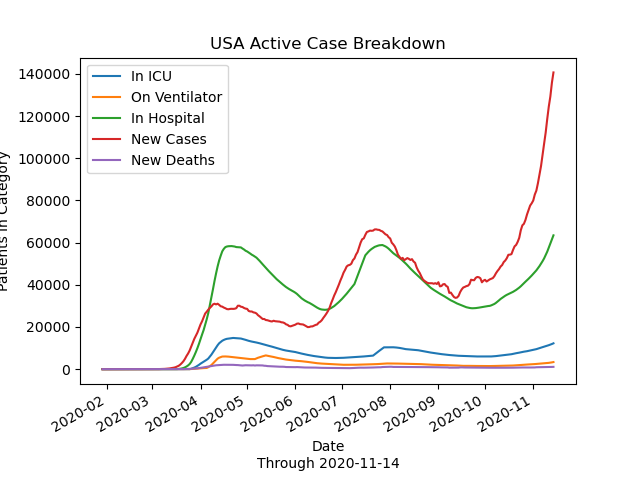 USA Active Case Breakdown
In ICU
On Ventilator
In Hospital
New Cases
New Deaths
140000
120000
100000
80000
60000
40000
20000
0
Patients in Category
2020-02
2020-03
2020-04
2020-05
2020-06
2020-07
2020-08
2020-09
2020-10
2020-11
Date
Through 2020-11-14